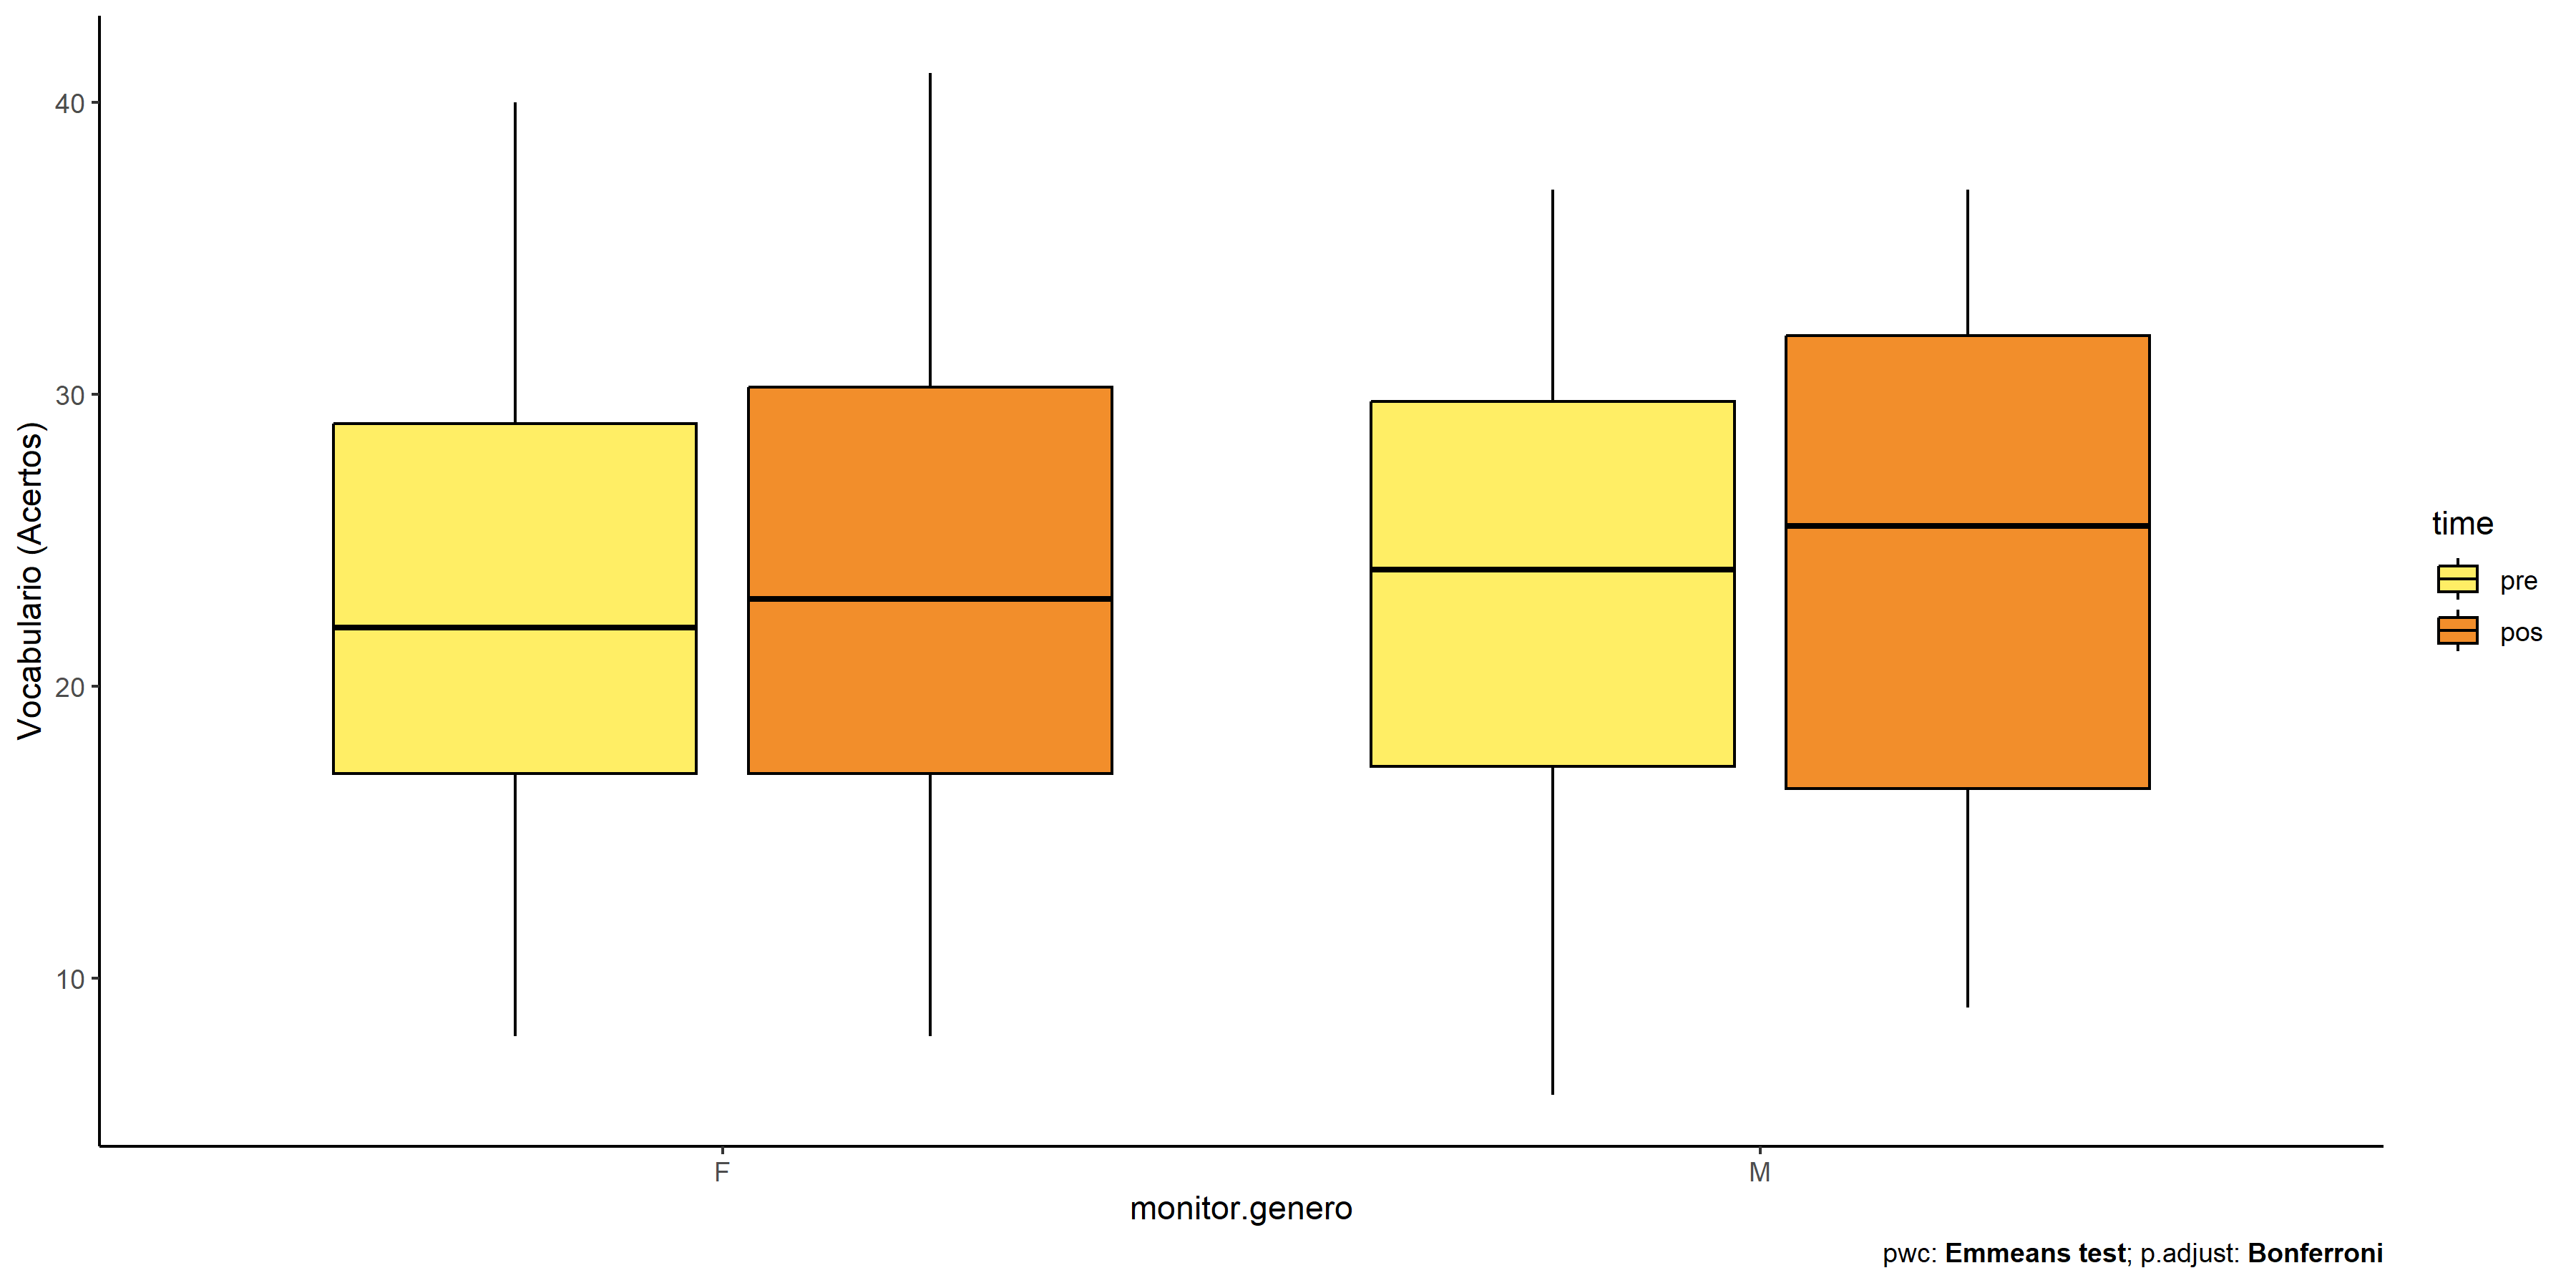 Vocabulario (Acertos)
40
30
20
10
F
M
monitor.genero
time
pre
pos
pwc: Emmeans test; p.adjust: Bonferroni